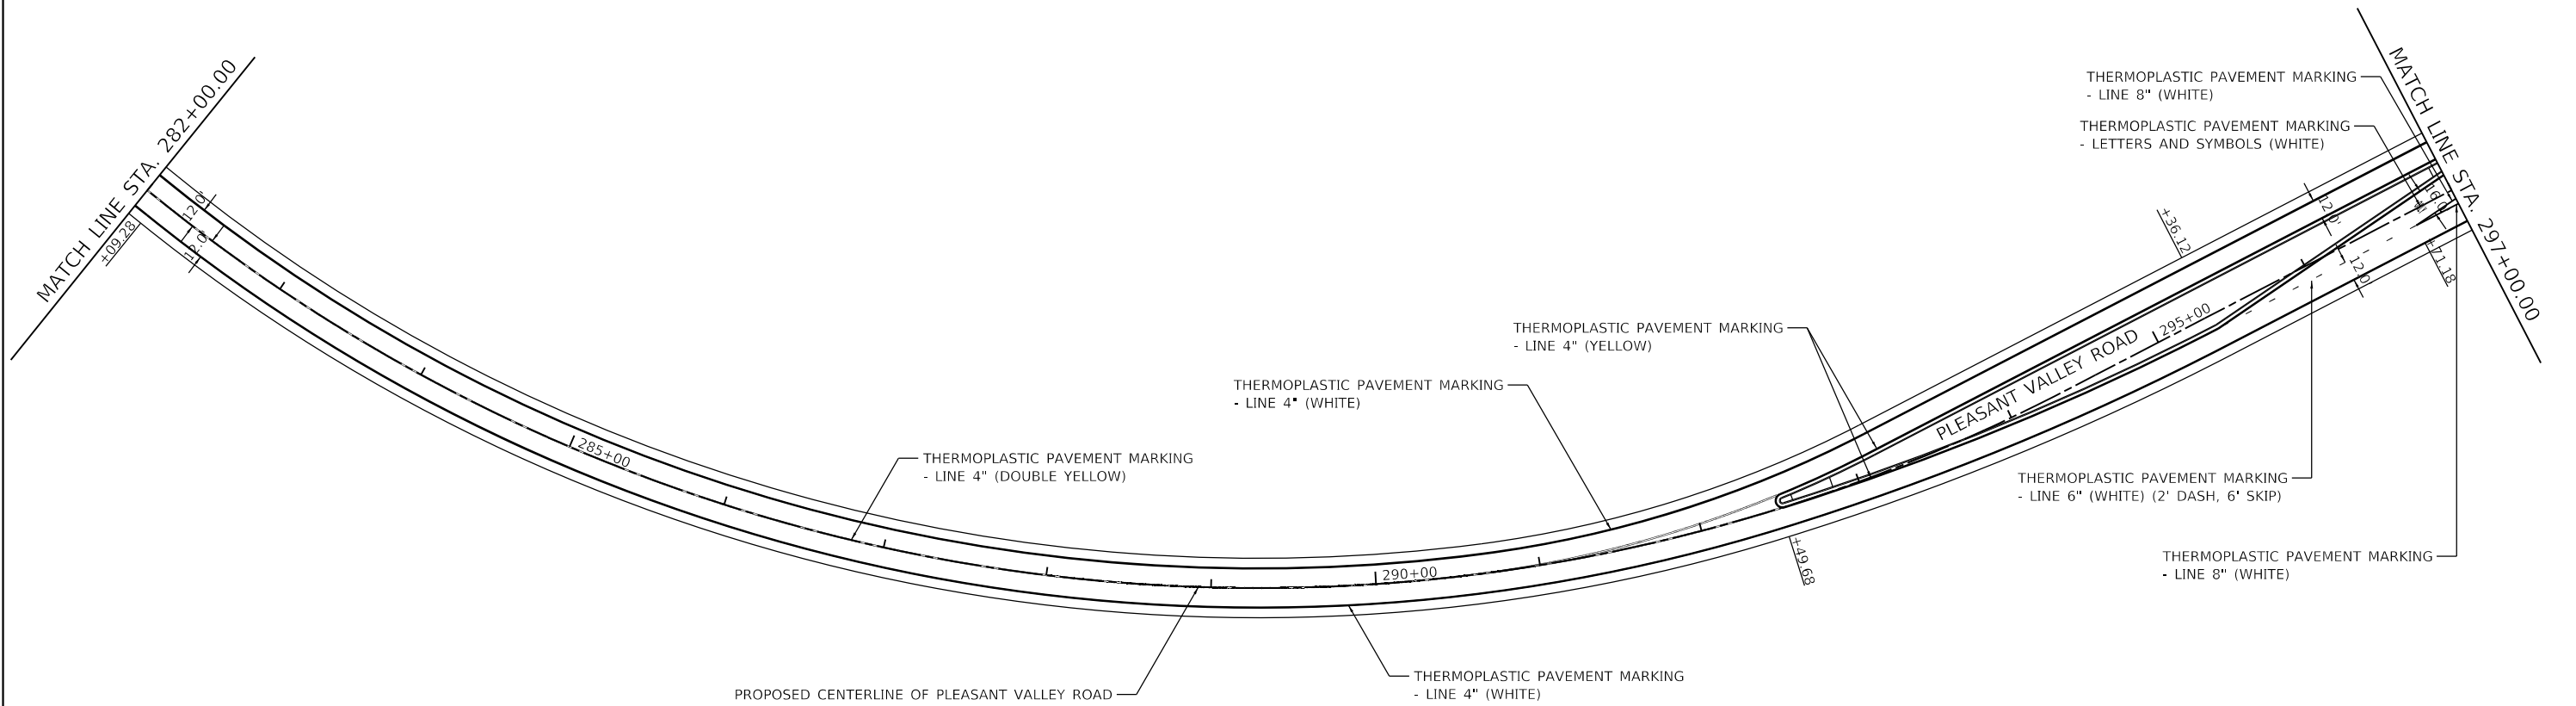 MATCH LINE STA. 282+00.00
+09.28
12.0'
12.0'
285+00
THERMOPLASTIC PAVEMENT MARKING
- LINE 4" (DOUBLE YELLOW)
PROPOSED CENTERLINE OF PLEASANT VALLEY ROAD
THERMOPLASTIC PAVEMENT MARKING
- LINE 4" (WHITE)
290+00
THERMOPLASTIC PAVEMENT MARKING
- LINE 4" (WHITE)
THERMOPLASTIC PAVEMENT MARKING
- LINE 4" (YELLOW)
+49.68
PLEASANT VALLEY ROAD
295+00
THERMOPLASTIC PAVEMENT MARKING
- LINE 8" (WHITE)
THERMOPLASTIC PAVEMENT MARKING
- LETTERS AND SYMBOLS (WHITE)
+36.12
12.0'
12.0'
16.0'
+71.18
THERMOPLASTIC PAVEMENT MARKING
- LINE 6" (WHITE) (2' DASH, 6' SKIP)
THERMOPLASTIC PAVEMENT MARKING
- LINE 8" (WHITE)
MATCH LINE STA. 297+00.00